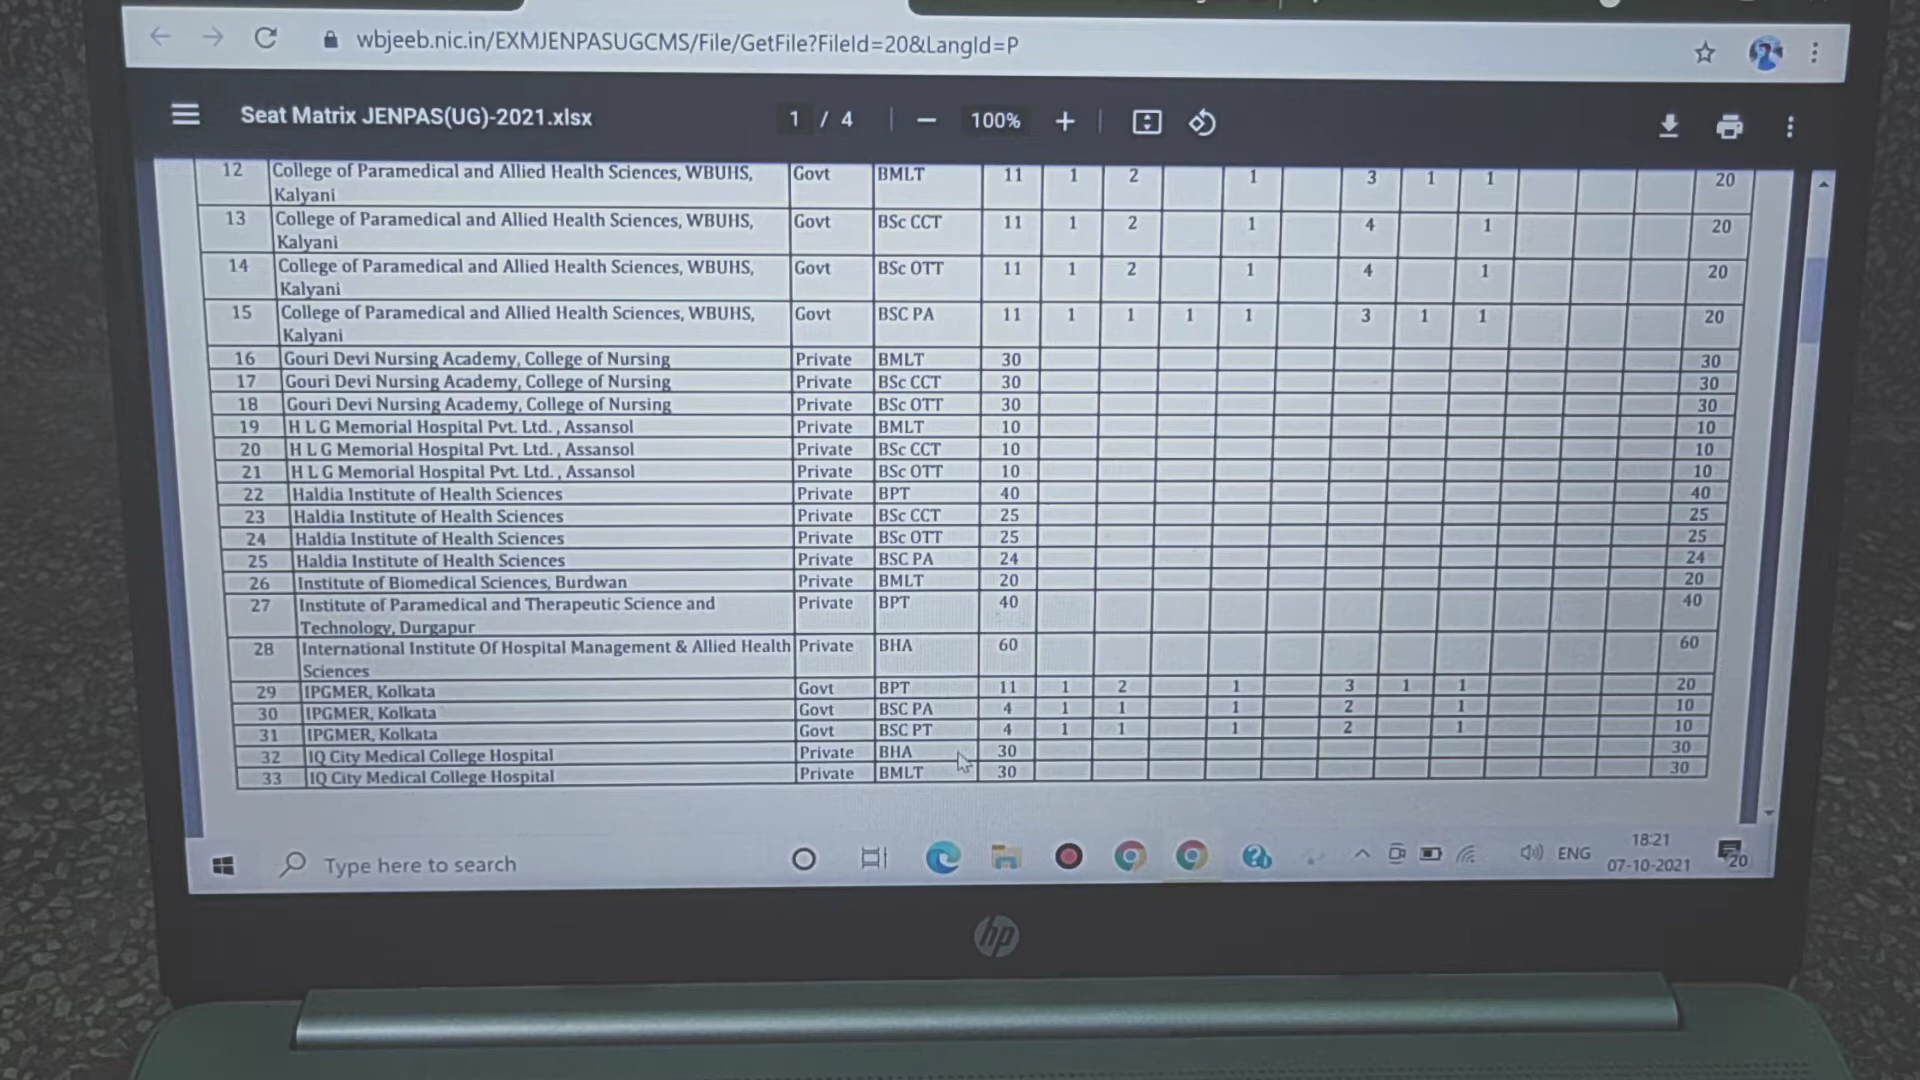 wbjeeb.nic.in/EXMJENPASUGCMS/File/GetFile?FileId=20&LangId=P
Seat Matrix JENPAS(UG)-2021.xlsx 1 / 4 — 100% +
12 College of Paramedical and Allied Health Sciences, WBUHS, Govt BMLT 11 1 2 1 3 1 1 20
Kalyani
13 College of Paramedical and Allied Health Sciences, WBUHS, Govt BSc CCT 11 1 2 1 4 1 20
Kalyani
14 College of Paramedical and Allied Health Sciences, WBUHS, Govt BSc OTT 11 1 2 1 4 1 20
Kalyani
15 College of Paramedical and Allied Health Sciences, WBUHS, Govt BSC PA 11 1 1 1 1 3 1 1 20
Kalyani
16 Gouri Devi Nursing Academy, College of Nursing Private BMLT 30 30
17 Gouri Devi Nursing Academy, College of Nursing Private BSc CCT 30 30
18 Gouri Devi Nursing Academy, College of Nursing Private BSc OTT 30 30
19 H L G Memorial Hospital Pvt. Ltd. , Assansol Private BMLT 10 10
20 H L G Memorial Hospital Pvt. Ltd. , Assansol Private BSc CCT 10 10
21 H L G Memorial Hospital Pvt. Ltd. , Assansol Private BSc OTT 10 10
22 Haldia Institute of Health Sciences Private BPT 40 40
23 Haldia Institute of Health Sciences Private BSc CCT 25 25
24 Haldia Institute of Health Sciences Private BSc OTT 25 25
25 Haldia Institute of Health Sciences Private BSC PA 24 24
26 Institute of Biomedical Sciences, Burdwan Private BMLT 20 20
27 Institute of Paramedical and Therapeutic Science and Private BPT 40 40
Technology, Durgapur
28 International Institute Of Hospital Management & Allied Health Private BHA 60 60
Sciences
29 IPGMER, Kolkata Govt BPT 11 1 2 1 3 1 1 20
30 IPGMER, Kolkata Govt BSC PA 4 1 1 1 2 1 10
31 IPGMER, Kolkata Govt BSC PT 4 1 1 1 2 1 10
32 IQ City Medical College Hospital Private BHA 30 30
33 IQ City Medical College Hospital Private BMLT 30 30
Type here to search ENG 18:21
07-10-2021 20
hp